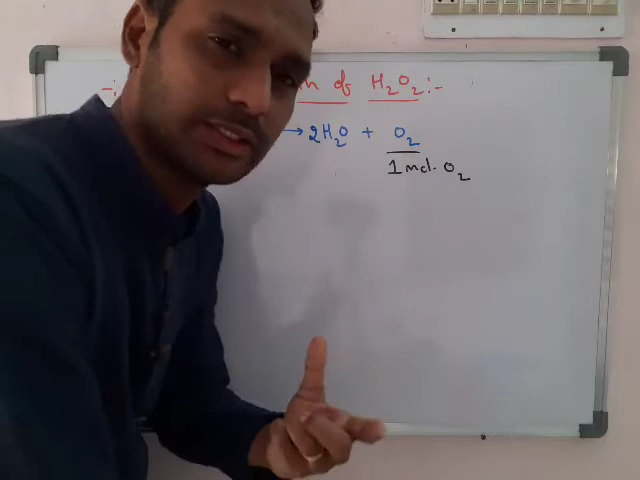 -: n of H₂O₂:-
→ 2H₂O + O₂
1 mol. O₂